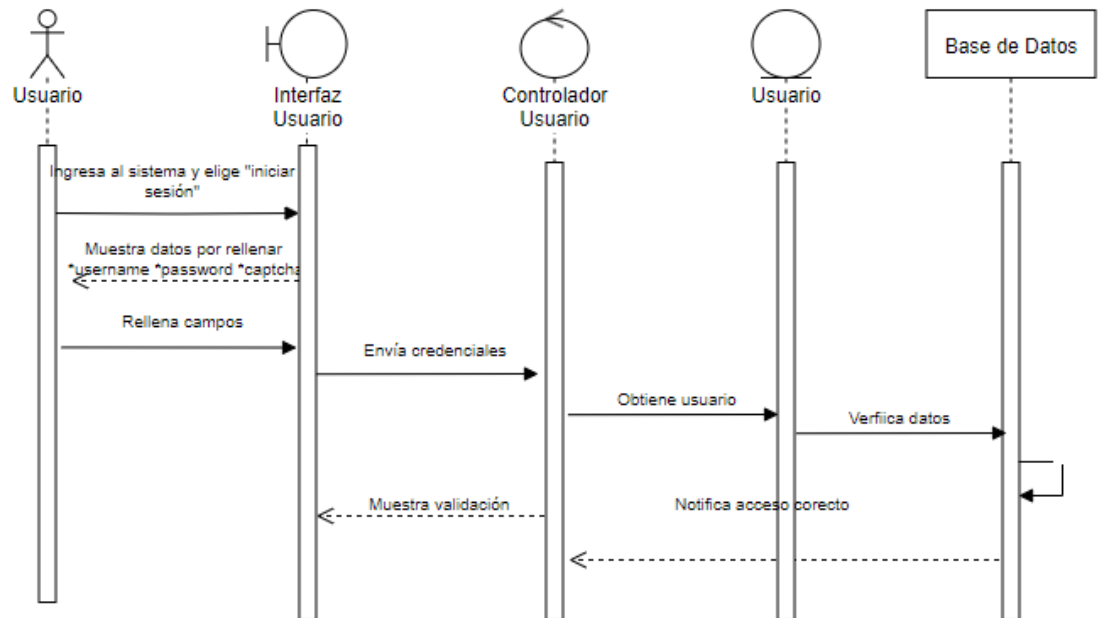 Usuario
Interfaz
Usuario
Controlador
Usuario
Usuario
Base de Datos
Ingresa al sistema y elige "iniciar
sesión"
Muestra datos por rellenar
*username *password *captcha
Rellena campos
Envía credenciales
Obtiene usuario
Verfiica datos
Muestra validación
Notifica acceso corecto